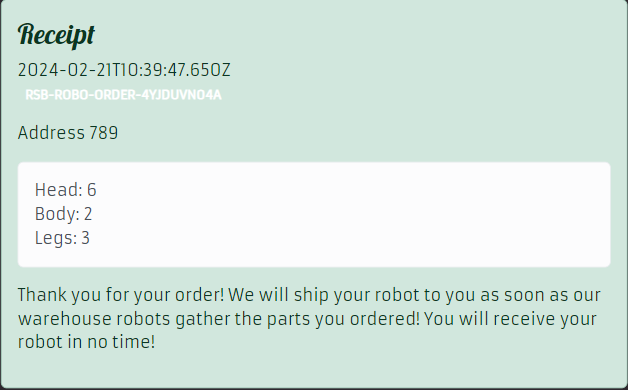 Receipt
2024-02-21T10:39:47.650Z
RSB-ROBO-ORDER-4YJDUVNO4A
Address 789
Head: 6
Body: 2
Legs: 3
Thank you for your order! We will ship your robot to you as soon as our
warehouse robots gather the parts you ordered! You will receive your
robot in no time!